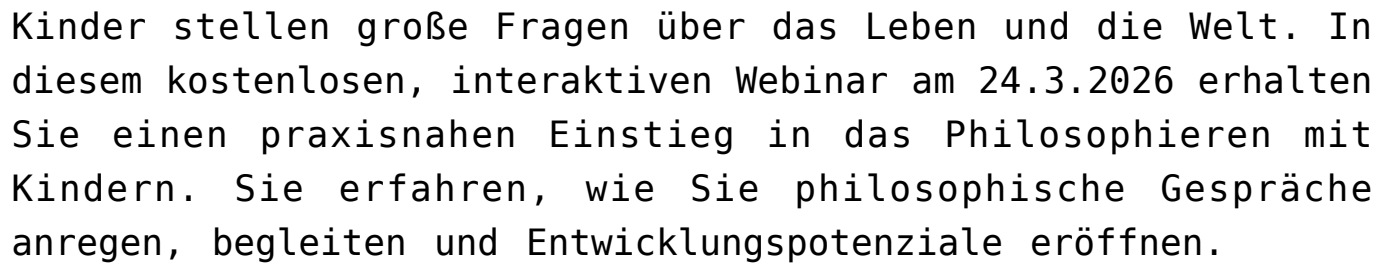 Kinder stellen große Fragen über das Leben und die Welt. In
diesem kostenlosen, interaktiven Webinar am 24.3.2026 erhalten
Sie einen praxisnahen Einstieg in das Philosophieren mit
Kindern. Sie erfahren, wie Sie philosophische Gespräche
anregen, begleiten und Entwicklungspotenziale eröffnen.